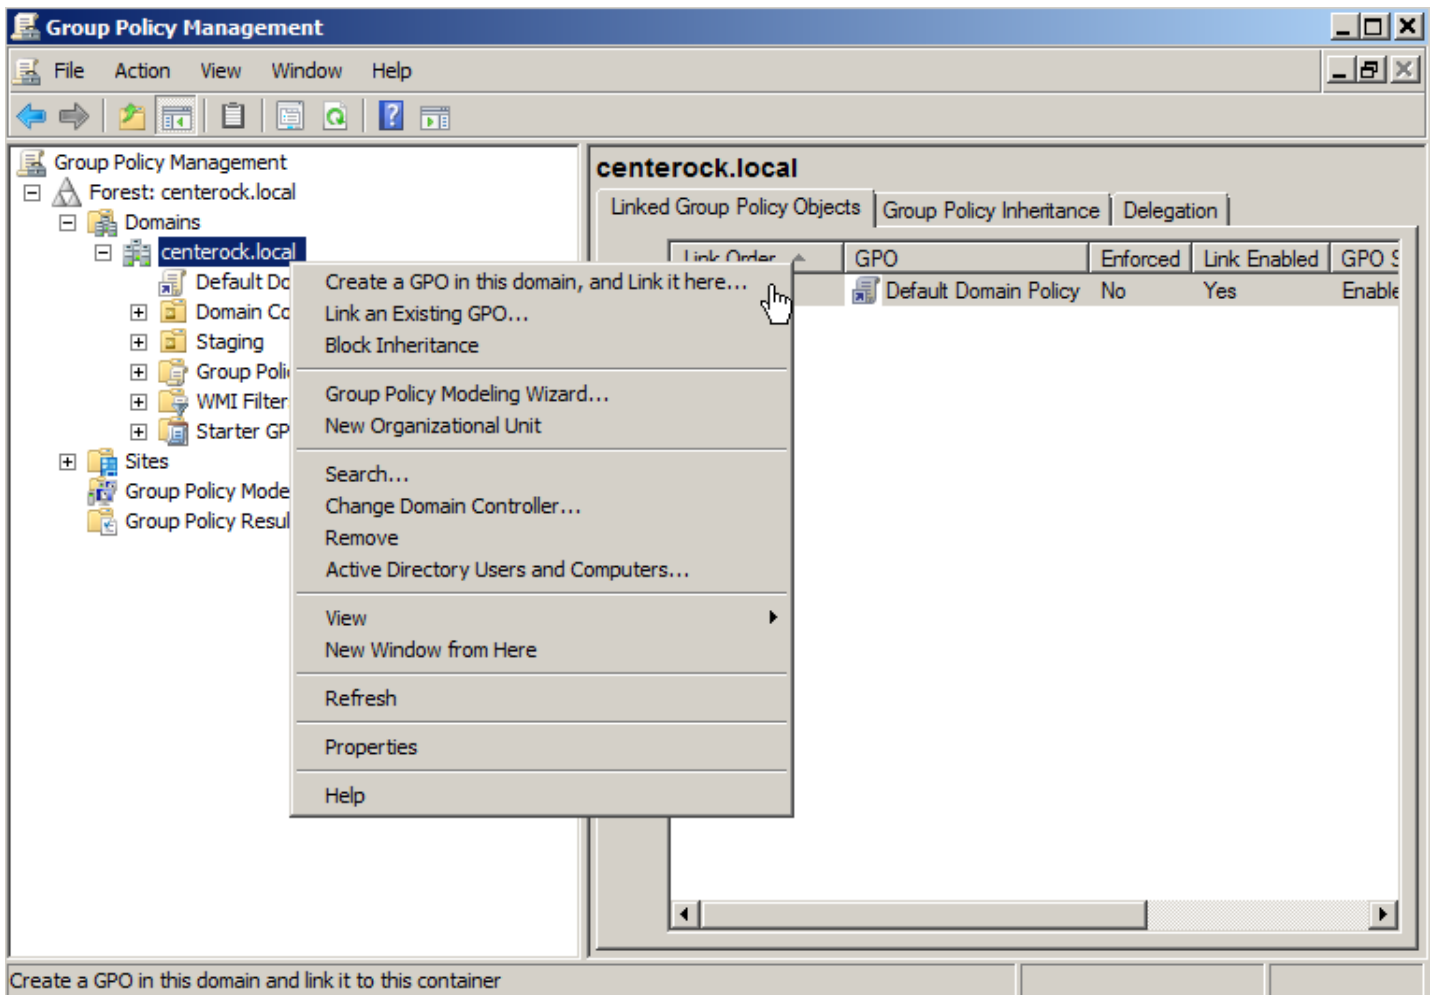 Group Policy Management
File Action View Window Help
Group Policy Management
Forest: centerock.local
Domains
centerock.local
Default Do
Domain Co
Staging
Group Poli
WMI Filter
Starter GP
Sites
Group Policy Mode
Group Policy Resul
Create a GPO in this domain, and Link it here...
Link an Existing GPO...
Block Inheritance
Group Policy Modeling Wizard...
New Organizational Unit
Search...
Change Domain Controller...
Remove
Active Directory Users and Computers...
View
New Window from Here
Refresh
Properties
Help
centerock.local
Linked Group Policy Objects Group Policy Inheritance Delegation
Link Order GPO Enforced Link Enabled GPO S
Default Domain Policy No Yes Enable
Create a GPO in this domain and link it to this container